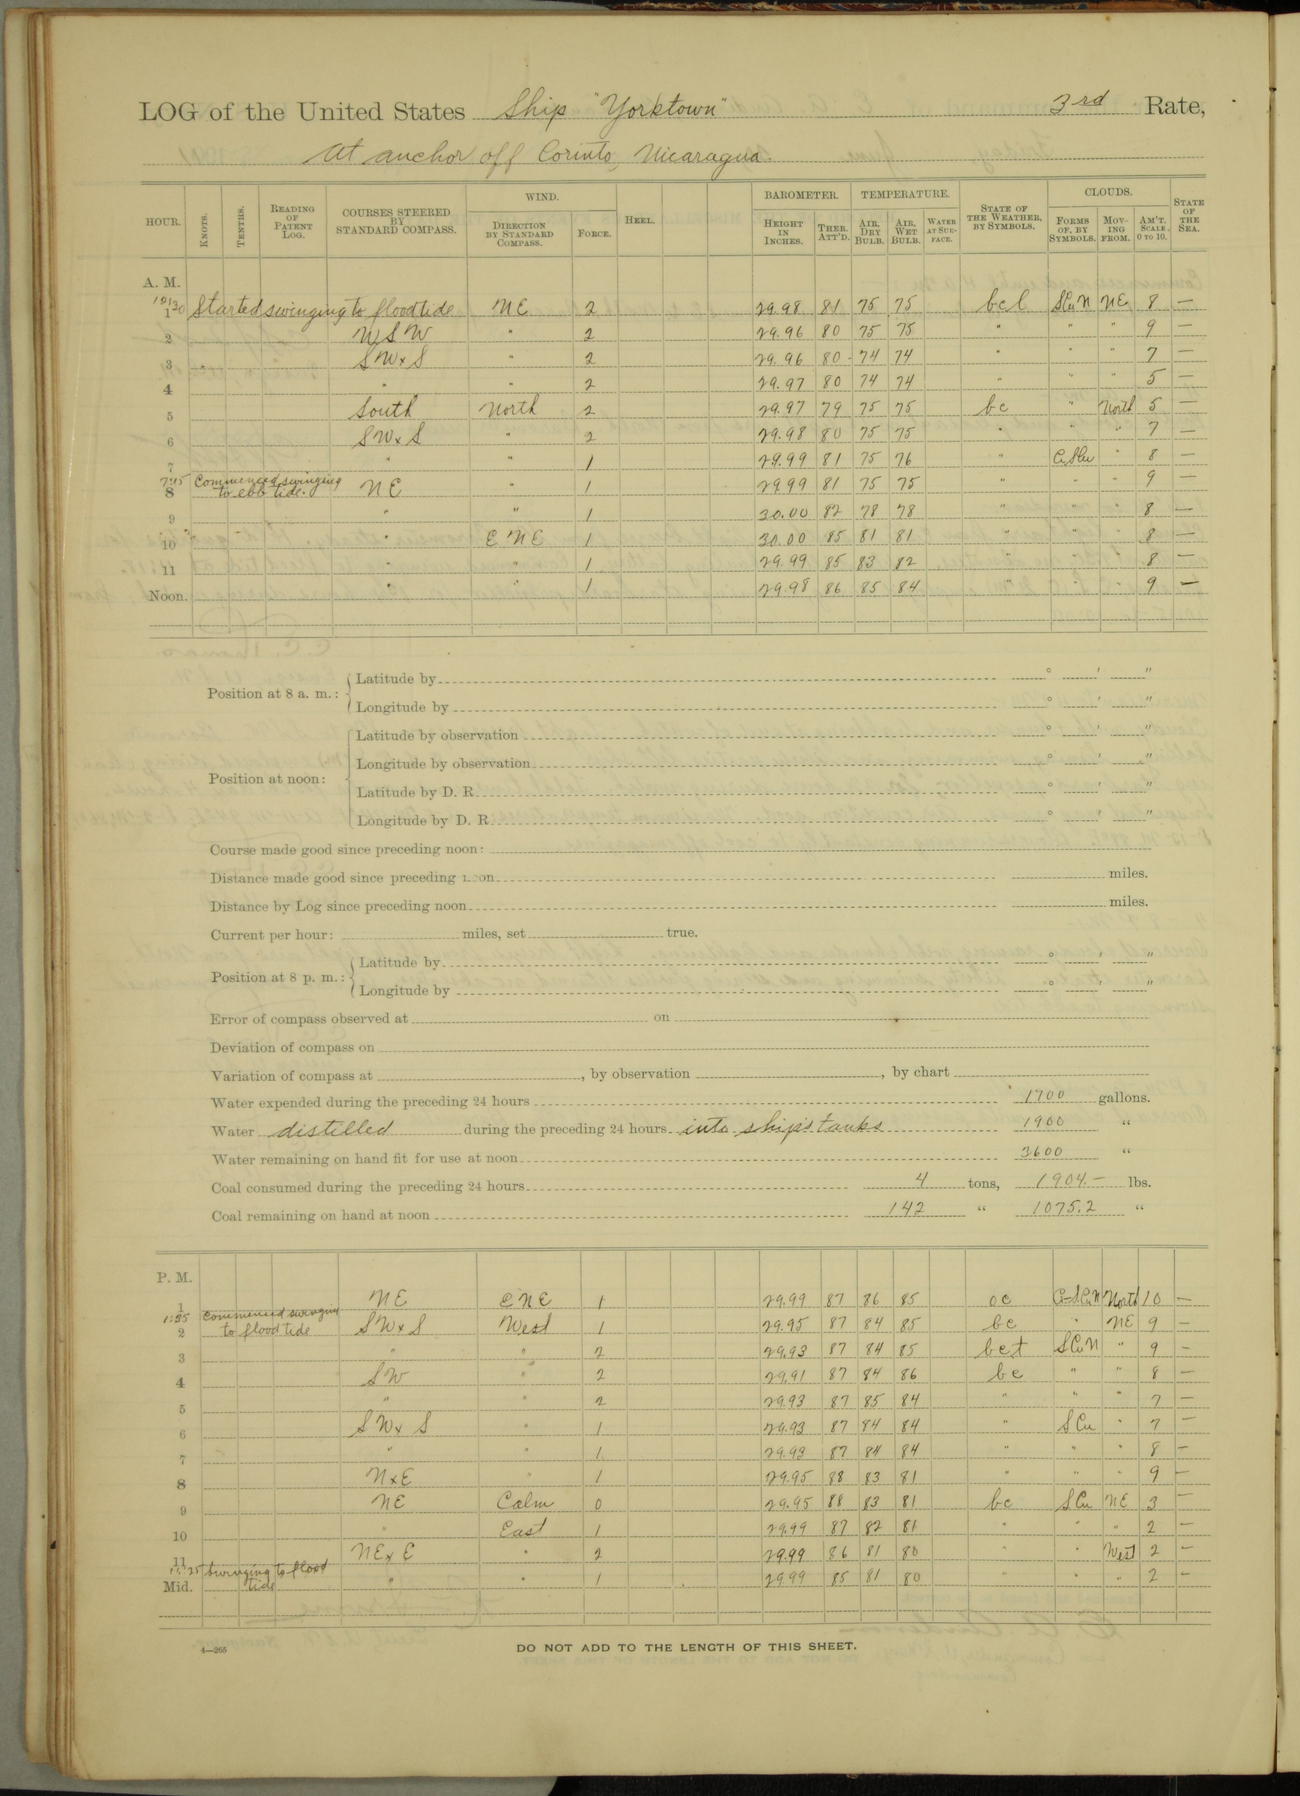 LOG of the United States Ship "Yorktown" 3rd Rate,
At anchor off Corinto, Nicaragua.
HOUR. KNOTS. TENTHS. READING OF PATENT LOG. COURSES STEERED BY STANDARD COMPASS. WIND. DIRECTION BY STANDARD COMPASS. FORCE. HEEL. BAROMETER. HEIGHT IN INCHES. THER. ATT'D. TEMPERATURE. AIR, DRY BULB. AIR, WET BULB. WATER AT SURFACE. STATE OF THE WEATHER, BY SYMBOLS. CLOUDS. FORMS OF, BY SYMBOLS. MOVING FROM. AM'T. SCALE 0 TO 10. STATE OF THE SEA.
A. M.
1 Started swinging to flood tide NE 2 29.98 81 75 75 bcl SCuN NE 8 —
2 WSW " 2 29.96 80 75 75 " " " 9 —
3 SWxS " 2 29.96 80 74 74 " " " 7 —
4 " " 2 29.97 80 74 74 " " " 5 —
5 South North 2 29.97 79 75 75 bc " North 5 —
6 SWxS " 2 29.98 80 75 75 " " " 7 —
7 " " 1 29.99 81 75 76 " CiSCu " 8 —
7:15 Commenced swinging
8 to ebb tide. NE " 1 29.99 81 75 75 " " " 9 —
9 " " 1 30.00 82 78 78 " " " 8 —
10 " ENE 1 30.00 85 81 81 " " " 8 —
11 " " 1 29.99 85 83 82 " " " 8 —
Noon. " " 1 29.98 86 85 84 " " " 9 —
Position at 8 a. m.: Latitude by ° ' "
Longitude by ° ' "
Latitude by observation ° ' "
Position at noon: Longitude by observation ° ' "
Latitude by D. R. ° ' "
Longitude by D. R. ° ' "
Course made good since preceding noon:
Distance made good since preceding noon miles.
Distance by Log since preceding noon miles.
Current per hour: miles, set true.
Position at 8 p. m.: Latitude by ° ' "
Longitude by ° ' "
Error of compass observed at on
Deviation of compass on
Variation of compass at , by observation , by chart
Water expended during the preceding 24 hours 1700 gallons.
Water distilled during the preceding 24 hours into ship's tanks 1900 "
Water remaining on hand fit for use at noon 3600 "
Coal consumed during the preceding 24 hours 4 tons, 1904.— lbs.
Coal remaining on hand at noon 142 " 1075.2 "
P. M.
1 NE ENE 1 29.99 87 86 85 oc North 10 —
Commenced swinging
2 to flood tide SWxS West 1 29.95 87 84 85 bc " NE 9 —
3 " " 2 29.93 87 84 85 bct SCuN " 9 -
4 SW " 2 29.91 87 84 86 bc " " 8 —
5 " " 2 29.93 87 85 84 " " " 7 —
6 SWxS " 1 29.93 87 84 84 " SCu " 7 —
7 " " 1 29.93 87 84 84 " " " 8 —
8 NxE " 1 29.95 88 83 81 " " " 9 —
9 NE Calm 0 29.95 88 83 81 bc SCu NE 3 —
10 " East 1 29.99 87 82 81 " " " 2 —
11 NExE " 2 29.99 86 81 80 " " West 2 —
Swinging to flood
Mid. tide " " 1 29.99 85 81 80 " " " 2 —
4—265
DO NOT ADD TO THE LENGTH OF THIS SHEET.